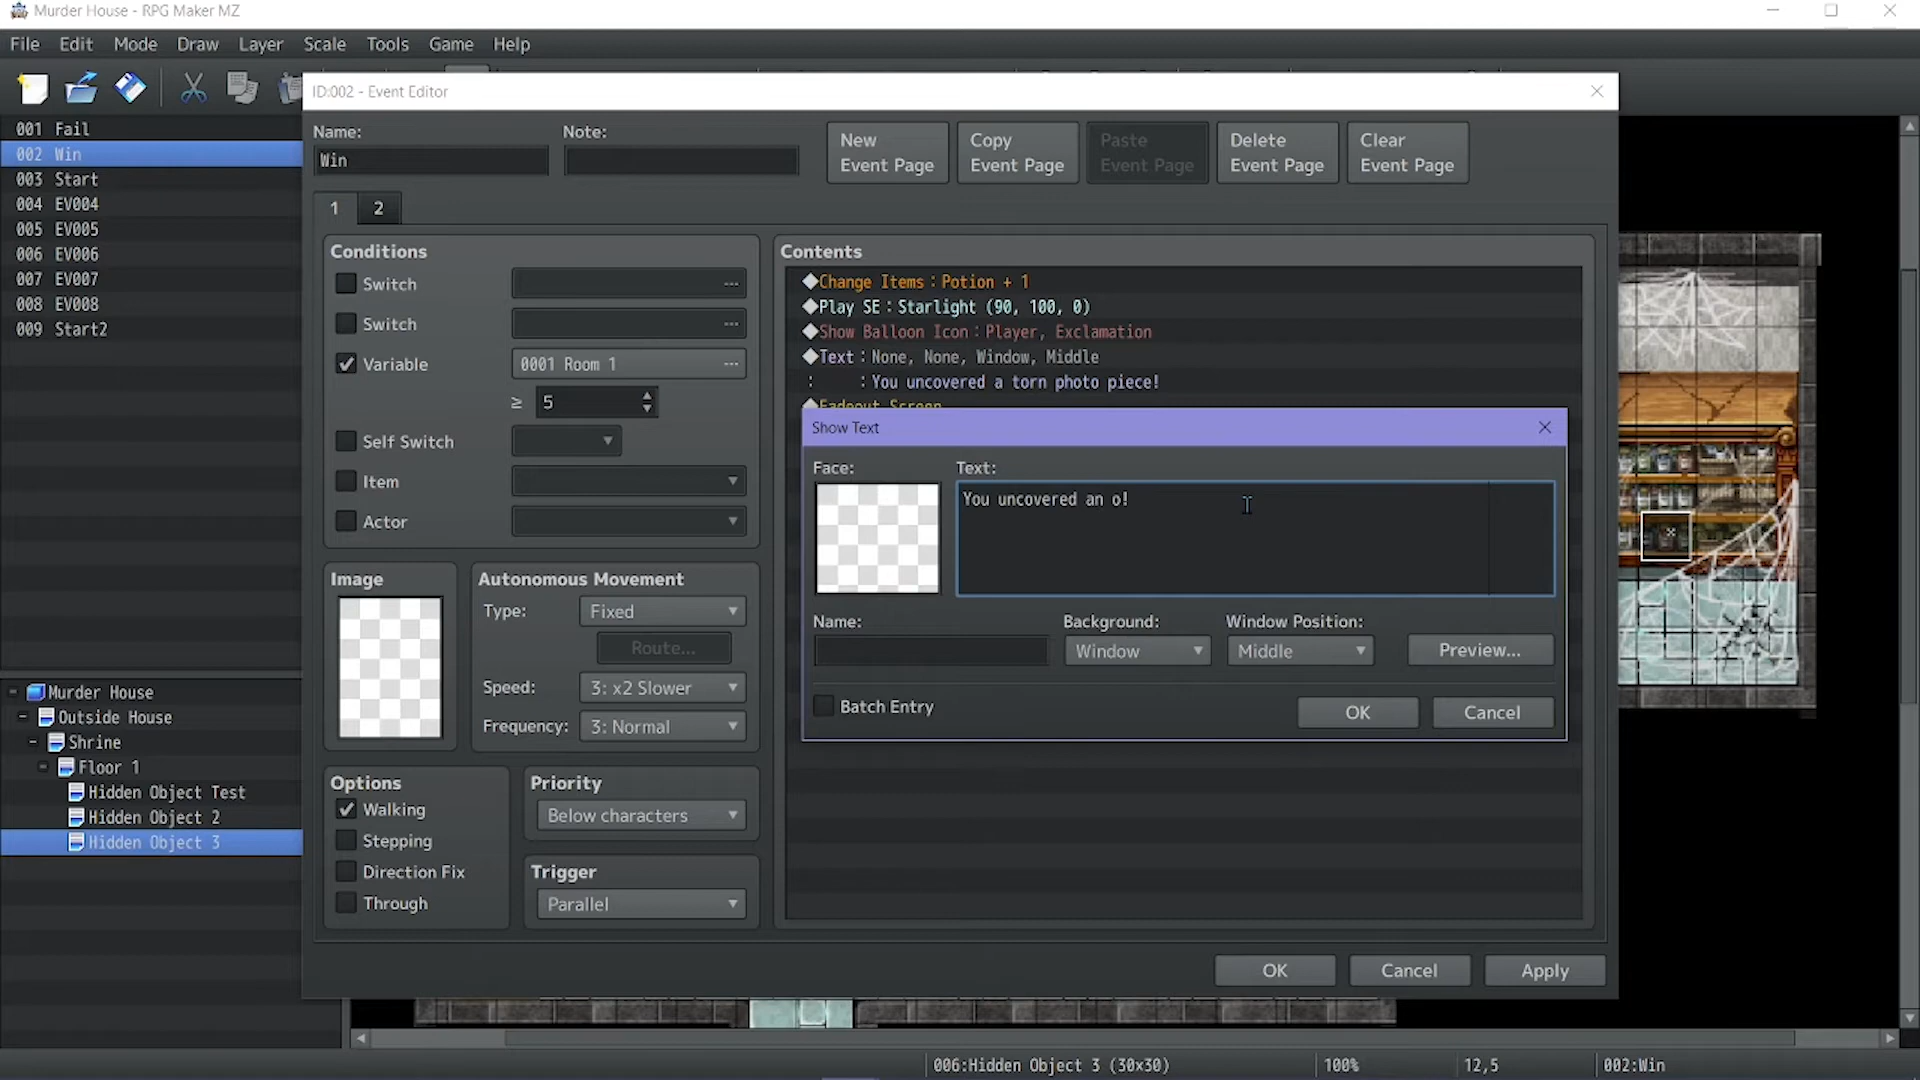 Murder House - RPG Maker MZ
File Edit Mode Draw Layer Scale Tools Game Help
ID:002 - Event Editor
001 Fail
002 Win
003 Start
004 EV004
005 EV005
006 EV006
007 EV007
008 EV008
009 Start2
Name:
Note:
Win
New
Event Page
Copy
Event Page
Paste
Event Page
Delete
Event Page
Clear
Event Page
1
2
Conditions
Switch
...
Switch
...
Variable
0001 Room 1
...
≥
5
Self Switch
Item
Actor
Image
Autonomous Movement
Type:
Fixed
Route...
Speed:
3: x2 Slower
Frequency:
3: Normal
Options
Walking
Stepping
Direction Fix
Through
Priority
Below characters
Trigger
Parallel
Contents
◆Change Items : Potion + 1
◆Play SE : Starlight (90, 100, 0)
◆Show Balloon Icon : Player, Exclamation
◆Text : None, None, Window, Middle
:      : You uncovered a torn photo piece!
◆Fadeout Screen
Show Text
Face:
Text:
You uncovered an o!
Name:
Background:
Window
Window Position:
Middle
Preview...
Batch Entry
OK
Cancel
OK
Cancel
Apply
Murder House
Outside House
Shrine
Floor 1
Hidden Object Test
Hidden Object 2
Hidden Object 3
006:Hidden Object 3 (30x30)
100%
12,5
002:Win